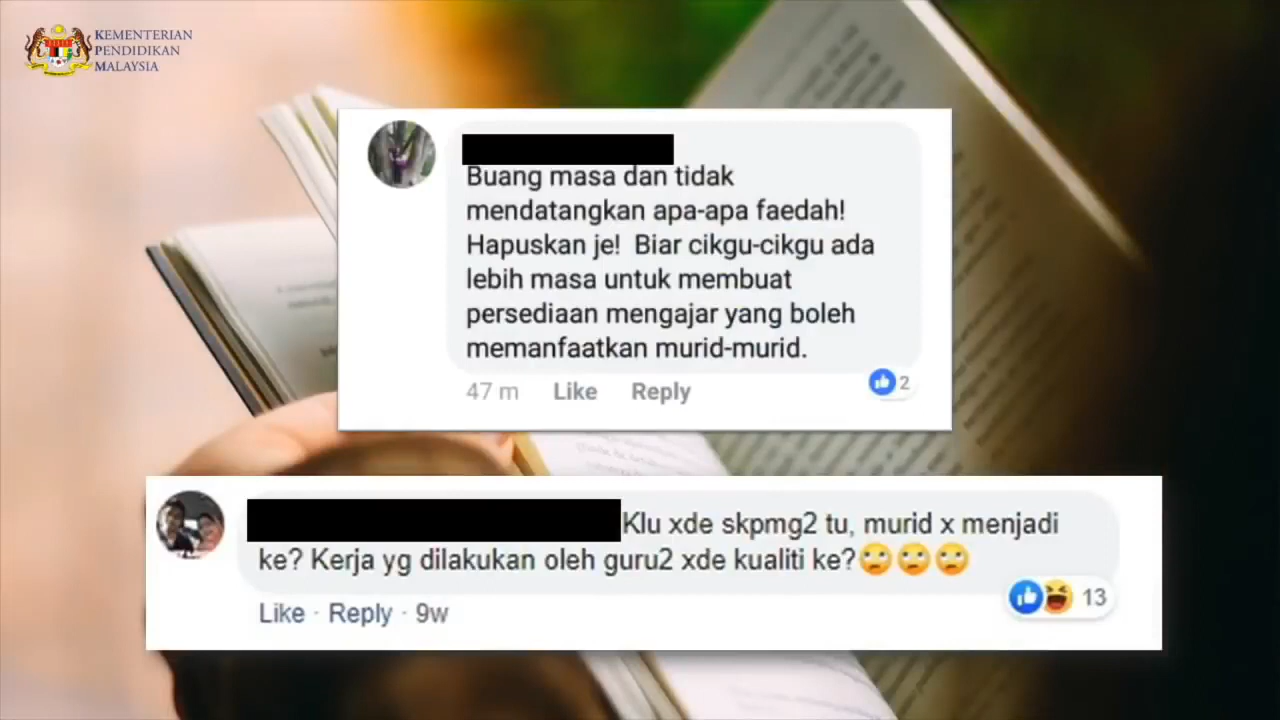 KEMENTERIAN
PENDIDIKAN
MALAYSIA
Buang masa dan tidak
mendatangkan apa-apa faedah!
Hapuskan je! Biar cikgu-cikgu ada
lebih masa untuk membuat
persediaan mengajar yang boleh
memanfaatkan murid-murid.
47 m Like Reply 2
Klu xde skpmg2 tu, murid x menjadi
ke? Kerja yg dilakukan oleh guru2 xde kualiti ke?🙄🙄🙄
13
Like · Reply · 9w